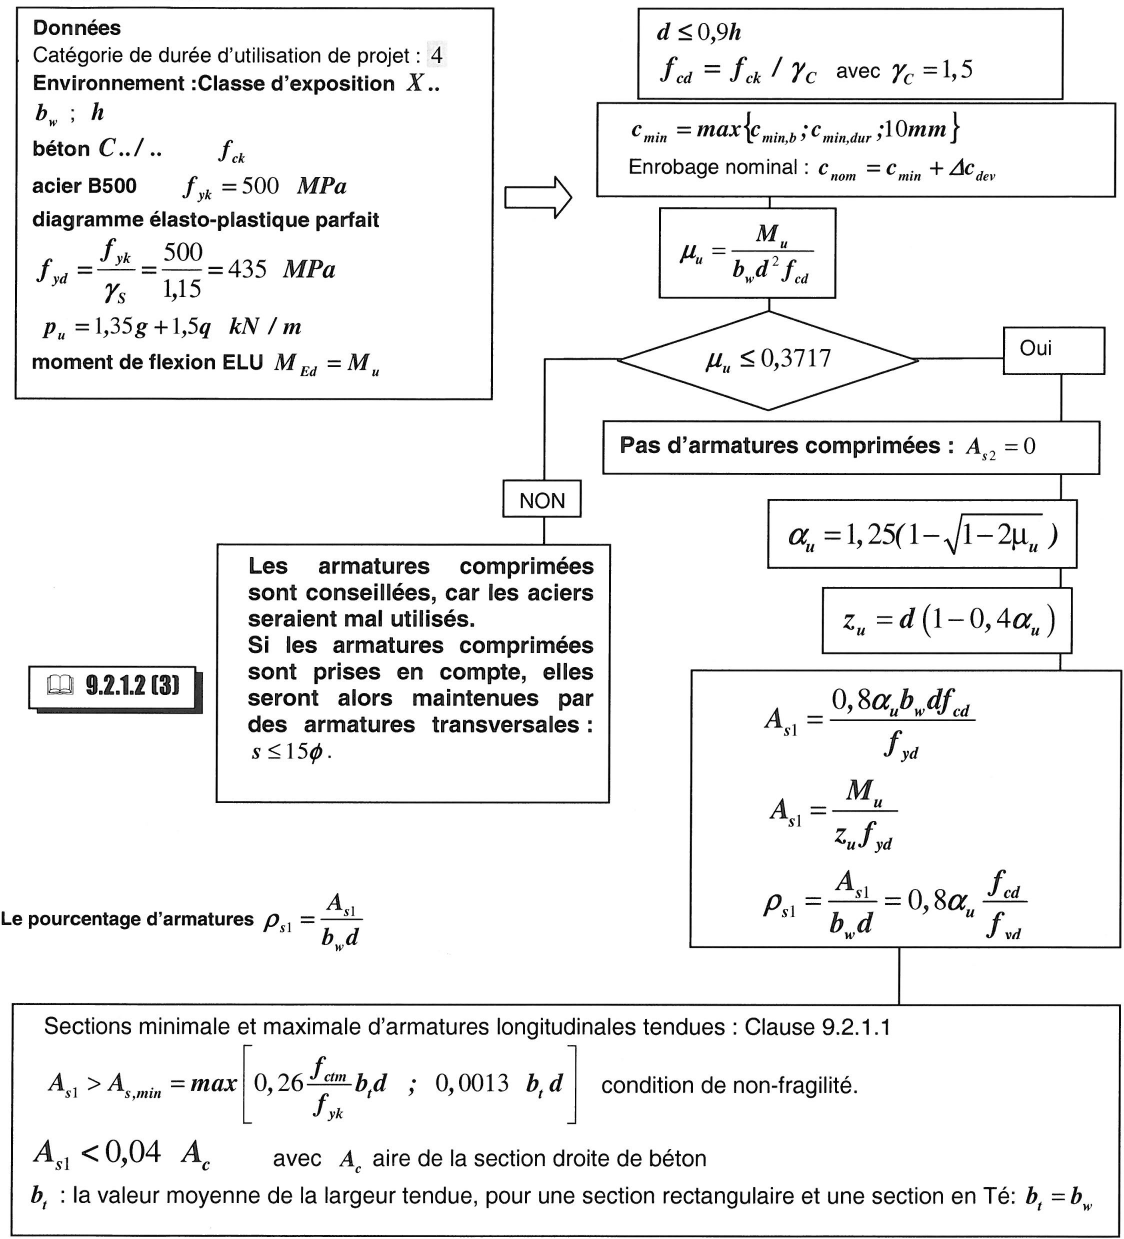 Données
Catégorie de durée d'utilisation de projet : 4
Environnement :Classe d'exposition X..
b_w ; h
béton C../.. f_ck
acier B500 f_yk = 500 MPa
diagramme élasto-plastique parfait
f_yd = f_yk / γ_S = 500 / 1,15 = 435 MPa
p_u = 1,35g + 1,5q kN / m
moment de flexion ELU M_Ed = M_u
d ≤ 0,9h
f_cd = f_ck / γ_C avec γ_C = 1,5
c_min = max{c_min,b ; c_min,dur ; 10mm}
Enrobage nominal : c_nom = c_min + Δc_dev
μ_u = M_u / b_w d² f_cd
μ_u ≤ 0,3717
Oui
Pas d'armatures comprimées : A_s2 = 0
NON
α_u = 1,25(1−√(1−2μ_u) )
Les armatures comprimées
sont conseillées, car les aciers
seraient mal utilisés.
Si les armatures comprimées
sont prises en compte, elles
seront alors maintenues par
des armatures transversales :
s ≤ 15ϕ .
z_u = d (1−0,4α_u)
9.2.1.2 (3)
A_s1 = 0,8α_u b_w d f_cd / f_yd
A_s1 = M_u / z_u f_yd
ρ_s1 = A_s1 / b_w d = 0,8α_u f_cd / f_yd
Le pourcentage d'armatures ρ_s1 = A_s1 / b_w d
Sections minimale et maximale d'armatures longitudinales tendues : Clause 9.2.1.1
A_s1 > A_s,min = max[0,26 f_ctm / f_yk b_t d ; 0,0013 b_t d] condition de non-fragilité.
A_s1 < 0,04 A_c avec A_c aire de la section droite de béton
b_t : la valeur moyenne de la largeur tendue, pour une section rectangulaire et une section en Té: b_t = b_w